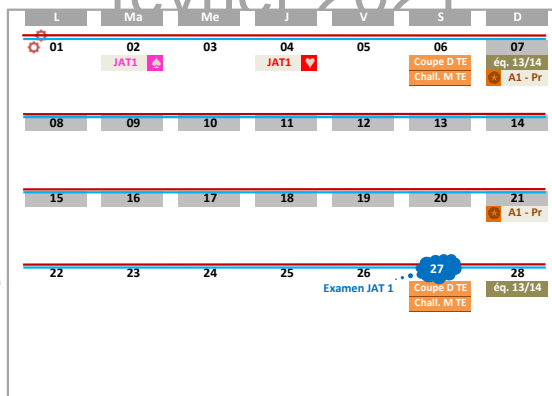 février 2021
L Ma Me J V S D
01 02 03 04 05 06 07
JAT1 JAT1 Coupe D TE éq. 13/14
Chall. M TE A1 - Pr
08 09 10 11 12 13 14
15 16 17 18 19 20 21
A1 - Pr
22 23 24 25 26 27 28
Examen JAT 1 Coupe D TE éq. 13/14
Chall. M TE